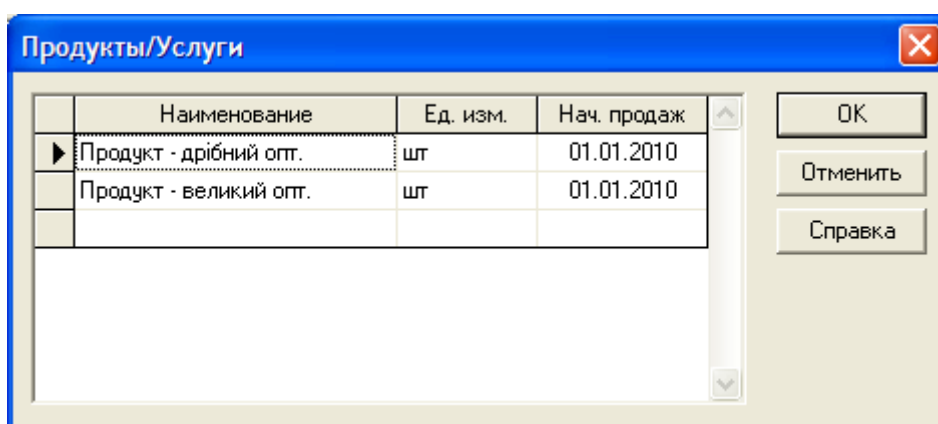 Продукты/Услуги
Наименование Ед. изм. Нач. продаж
Продукт - дрібний опт. шт 01.01.2010
Продукт - великий опт. шт 01.01.2010
OK
Отменить
Справка